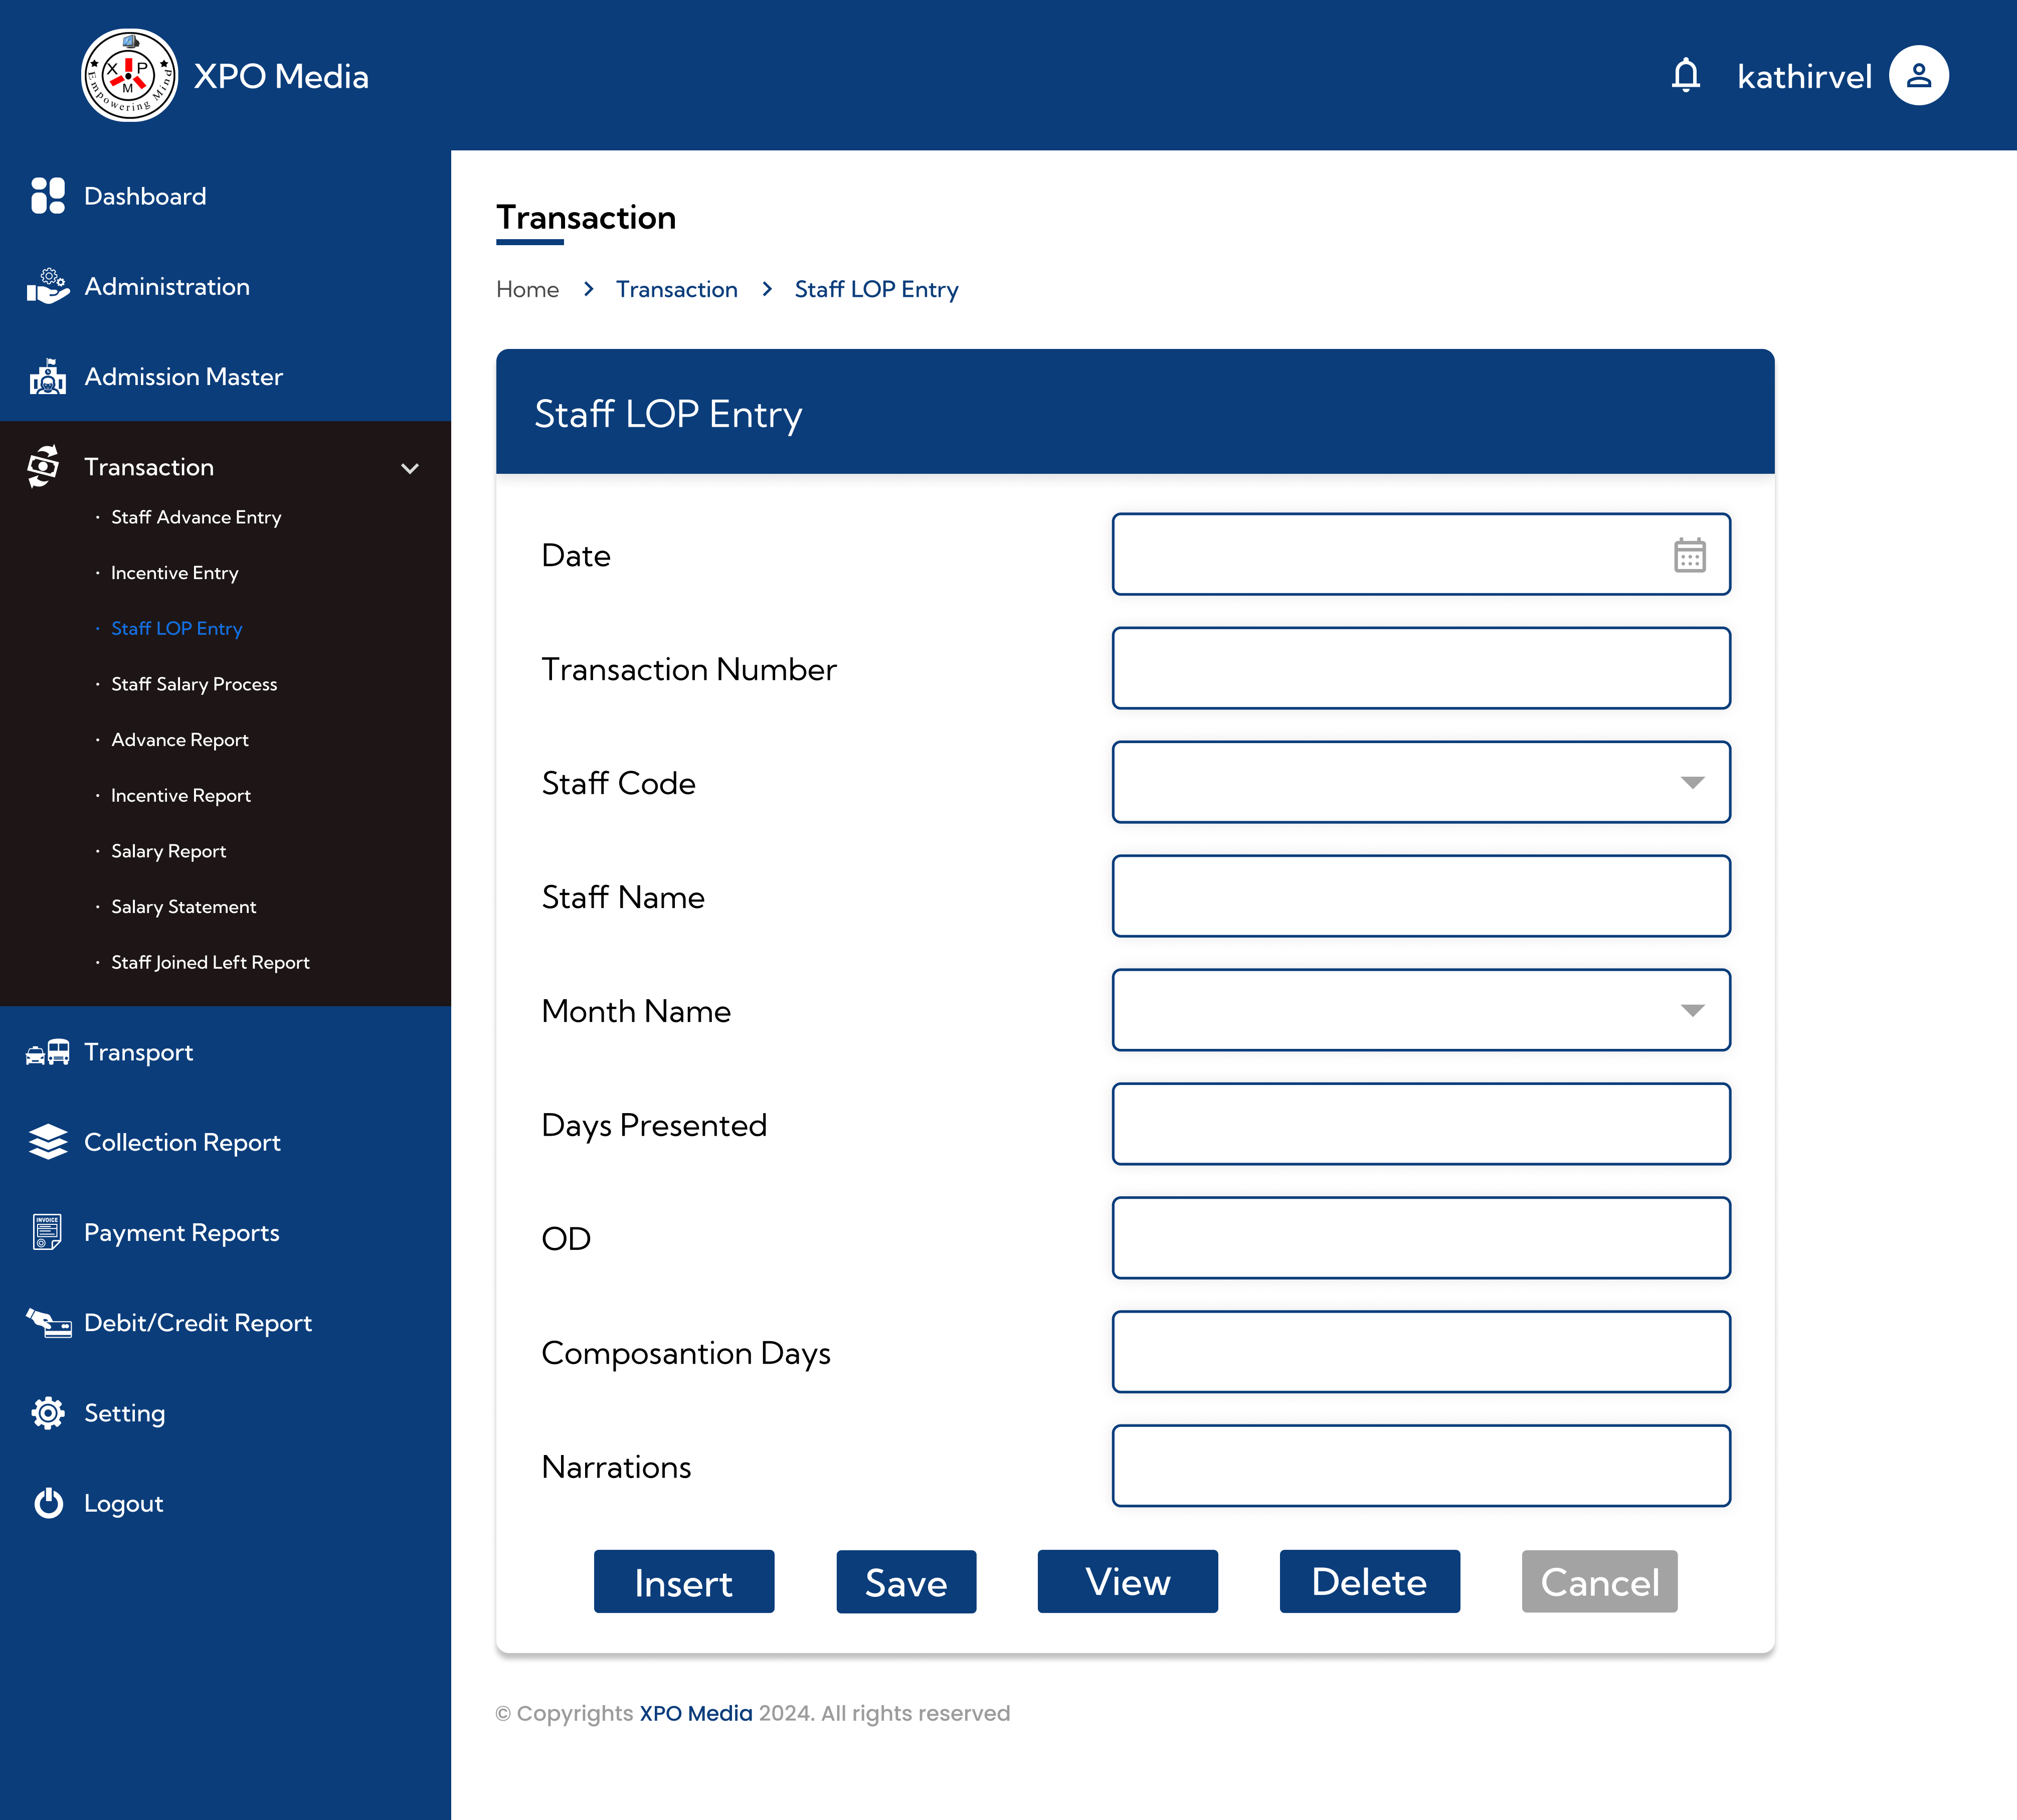 X P
M
Empowering Mind
XPO Media
kathirvel
Dashboard
Administration
Admission Master
Transaction
· Staff Advance Entry
· Incentive Entry
· Staff LOP Entry
· Staff Salary Process
· Advance Report
· Incentive Report
· Salary Report
· Salary Statement
· Staff Joined Left Report
Transport
Collection Report
INVOICE
Payment Reports
Debit/Credit Report
Setting
Logout
Transaction
Home > Transaction > Staff LOP Entry
Staff LOP Entry
Date
Transaction Number
Staff Code
Staff Name
Month Name
Days Presented
OD
Composantion Days
Narrations
Insert Save View Delete Cancel
© Copyrights XPO Media 2024. All rights reserved